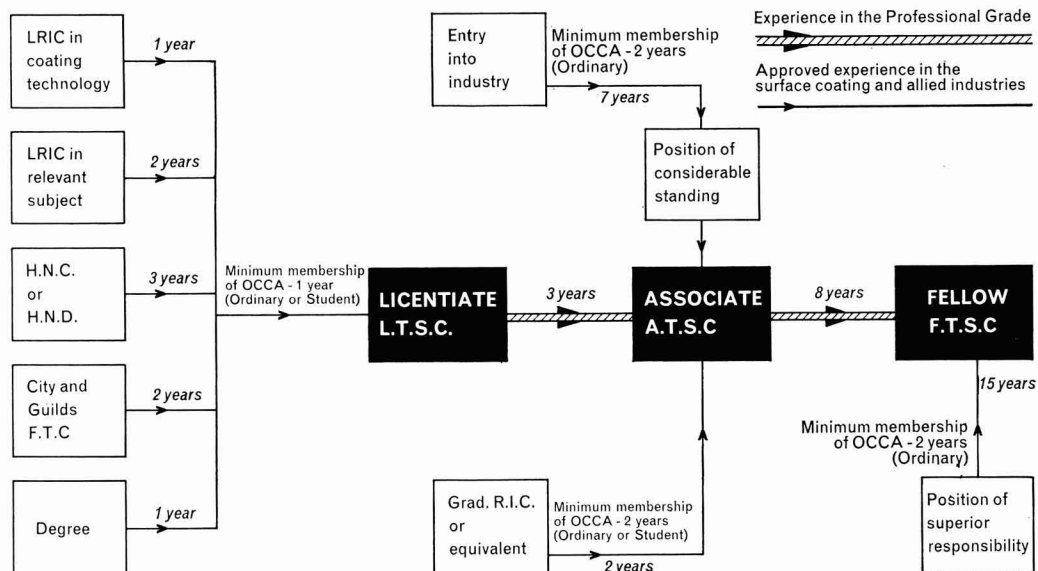 LRIC in
coating
technology
1 year
LRIC in
relevant
subject
2 years
H.N.C.
or
H.N.D.
3 years
City and
Guilds
F.T.C
2 years
Degree
1 year
Minimum membership
of OCCA - 1 year
(Ordinary or Student)
LICENTIATE
L.T.S.C.
3 years
Entry
into
industry
Minimum membership
of OCCA - 2 years
(Ordinary)
7 years
Position of
considerable
standing
ASSOCIATE
A.T.S.C
Grad. R.I.C.
or
equivalent
Minimum membership
of OCCA - 2 years
(Ordinary or Student)
2 years
8 years
FELLOW
F.T.S.C
15 years
Minimum membership
of OCCA - 2 years
(Ordinary)
Position of
superior
responsibility
Experience in the Professional Grade
Approved experience in the
surface coating and allied industries